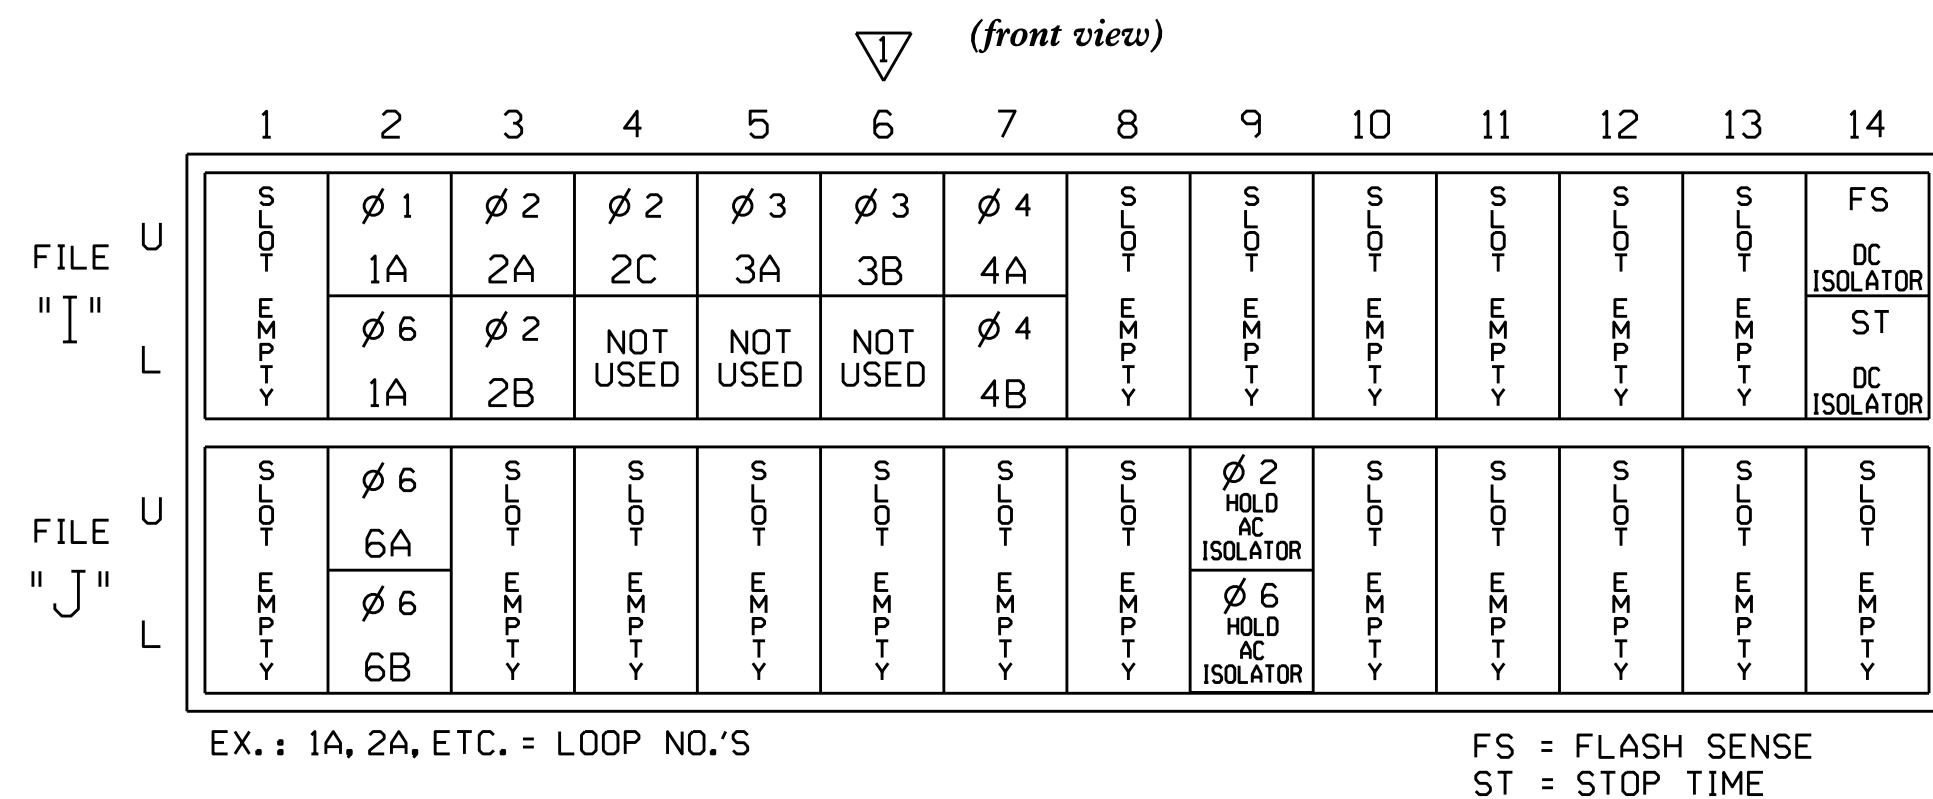 1 (front view)
1 2 3 4 5 6 7 8 9 10 11 12 13 14
FILE "I"
U
L
SLOT EMPTY
ø 1
1A
ø 6
1A
ø 2
2A
ø 2
2B
ø 2
2C
NOT
USED
ø 3
3A
NOT
USED
ø 3
3B
NOT
USED
ø 4
4A
ø 4
4B
SLOT EMPTY
SLOT EMPTY
SLOT EMPTY
SLOT EMPTY
SLOT EMPTY
SLOT EMPTY
FS
DC
ISOLATOR
ST
DC
ISOLATOR
FILE "J"
U
L
SLOT EMPTY
ø 6
6A
ø 6
6B
SLOT EMPTY
SLOT EMPTY
SLOT EMPTY
SLOT EMPTY
SLOT EMPTY
SLOT EMPTY
ø 2
HOLD
AC
ISOLATOR
ø 6
HOLD
AC
ISOLATOR
SLOT EMPTY
SLOT EMPTY
SLOT EMPTY
SLOT EMPTY
SLOT EMPTY
EX.: 1A, 2A, ETC. = LOOP NO.'S
FS = FLASH SENSE
ST = STOP TIME